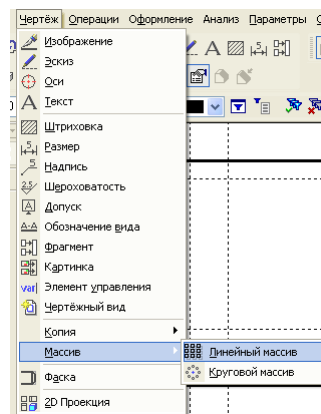 Чертёж Операции Оформление Анализ Параметры
Изображение
Эскиз
Оси
Текст
Штриховка
Размер
Надпись
Шероховатость
Допуск
Обозначение вида
Фрагмент
Картинка
var Элемент управления
Чертёжный вид
Копия
Массив
Линейный массив
Круговой массив
Фаска
2D Проекция